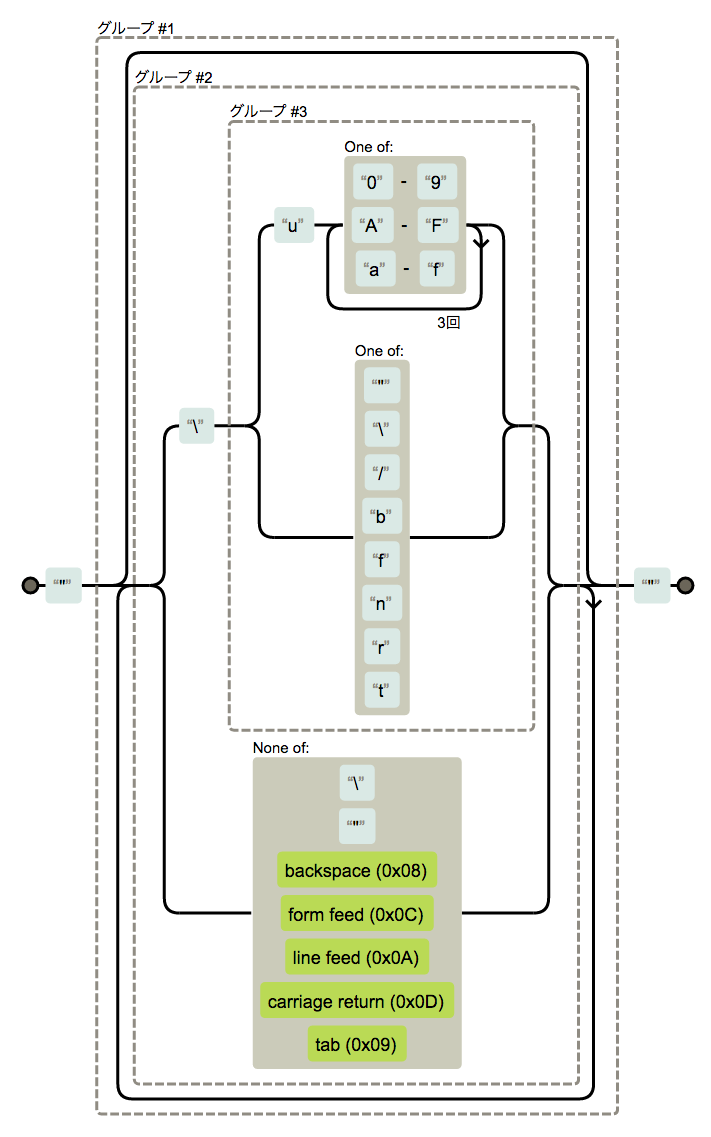 グループ #1
グループ #2
グループ #3
One of:
“0” - “9”
“u” “A” - “F”
“a” - “f”
3回
One of:
“"”
“\”
“\”
“/”
“b”
“f”
“"” “"”
“n”
“r”
“t”
None of:
“\”
“"”
backspace (0x08)
form feed (0x0C)
line feed (0x0A)
carriage return (0x0D)
tab (0x09)